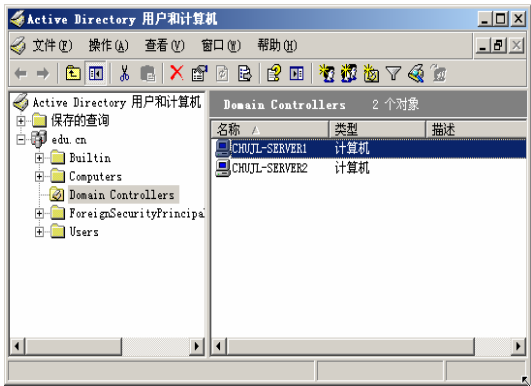 Active Directory 用户和计算机
文件(F) 操作(A) 查看(V) 窗口(W) 帮助(H)
Active Directory 用户和计算机
保存的查询
edu.cn
Builtin
Computers
Domain Controllers
ForeignSecurityPrincipa
Users
Domain Controllers 2 个对象
名称 类型 描述
CHUJL-SERVER1 计算机
CHUJL-SERVER2 计算机